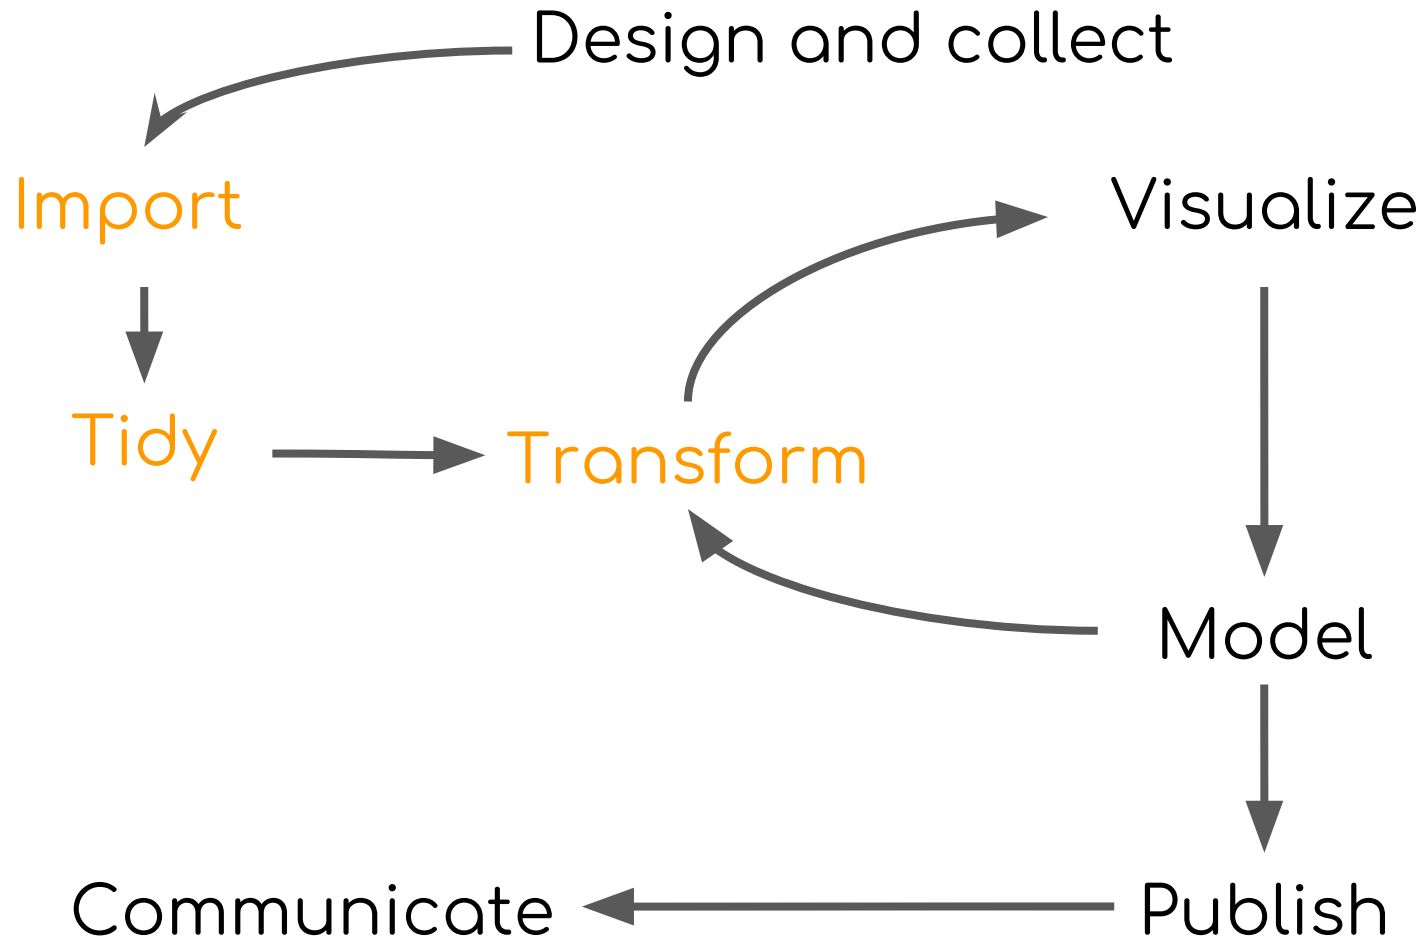 Design and collect
Import
Visualize
Tidy
Transform
Model
Communicate
Publish